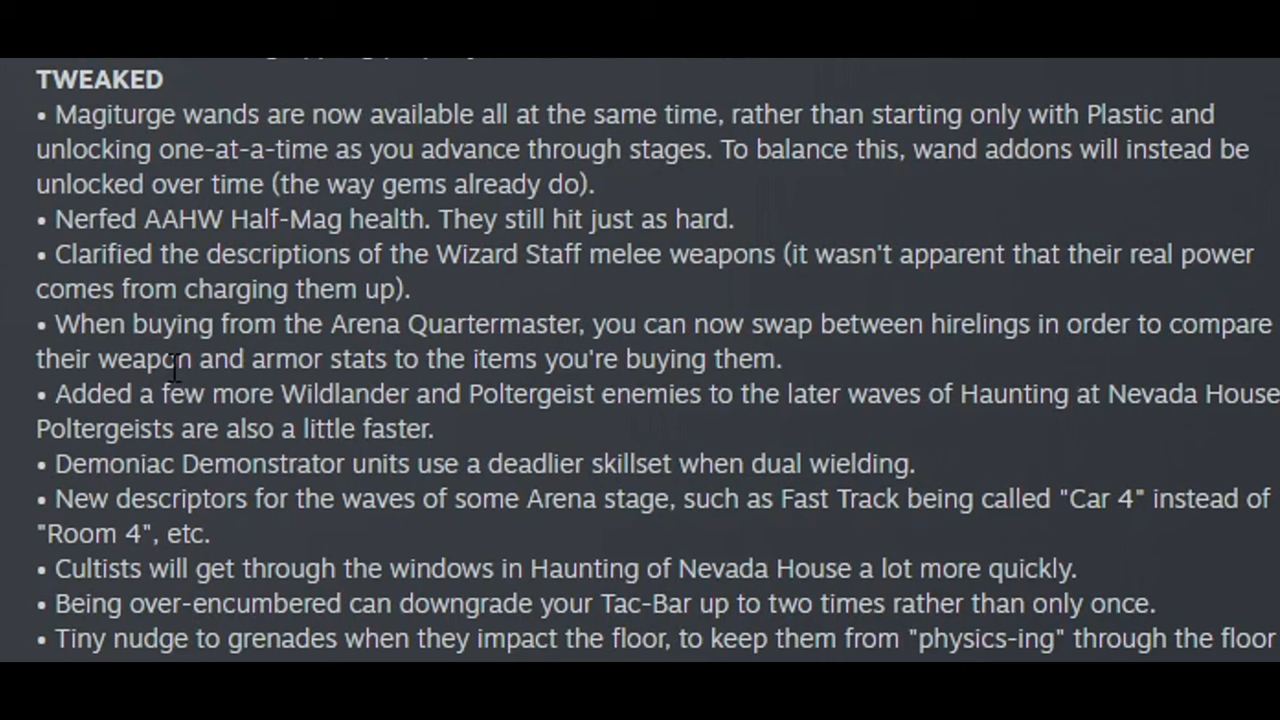 TWEAKED
• Magiturge wands are now available all at the same time, rather than starting only with Plastic and
unlocking one-at-a-time as you advance through stages. To balance this, wand addons will instead be
unlocked over time (the way gems already do).
• Nerfed AAHW Half-Mag health. They still hit just as hard.
• Clarified the descriptions of the Wizard Staff melee weapons (it wasn't apparent that their real power
comes from charging them up).
• When buying from the Arena Quartermaster, you can now swap between hirelings in order to compare
their weapon and armor stats to the items you're buying them.
• Added a few more Wildlander and Poltergeist enemies to the later waves of Haunting at Nevada House
Poltergeists are also a little faster.
• Demoniac Demonstrator units use a deadlier skillset when dual wielding.
• New descriptors for the waves of some Arena stage, such as Fast Track being called "Car 4" instead of
"Room 4", etc.
• Cultists will get through the windows in Haunting of Nevada House a lot more quickly.
• Being over-encumbered can downgrade your Tac-Bar up to two times rather than only once.
• Tiny nudge to grenades when they impact the floor, to keep them from "physics-ing" through the floor